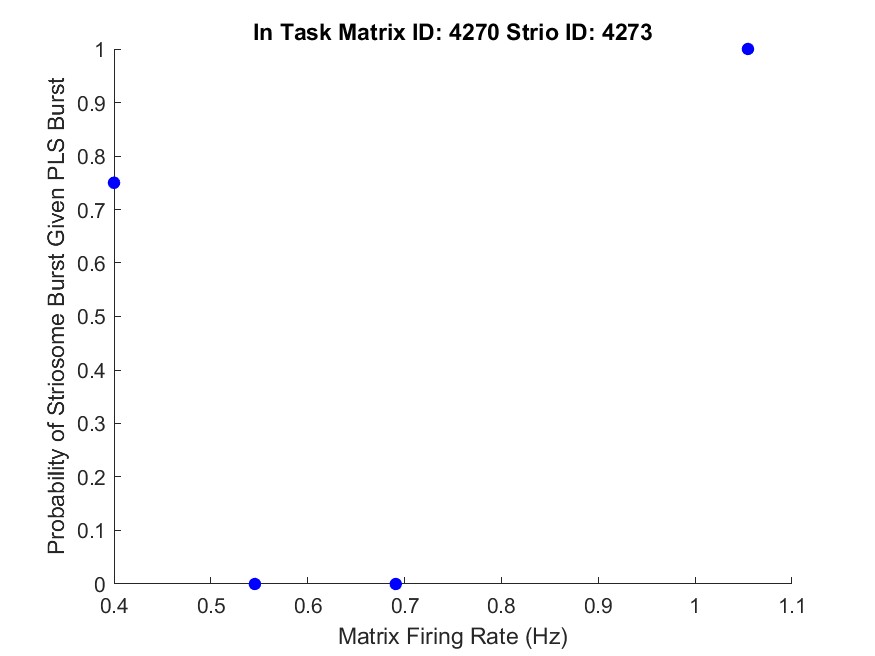 In Task Matrix ID: 4270 Strio ID: 4273
Probability of Striosome Burst Given PLS Burst
1
0.9
0.8
0.7
0.6
0.5
0.4
0.3
0.2
0.1
0
0.4 0.5 0.6 0.7 0.8 0.9 1 1.1
Matrix Firing Rate (Hz)